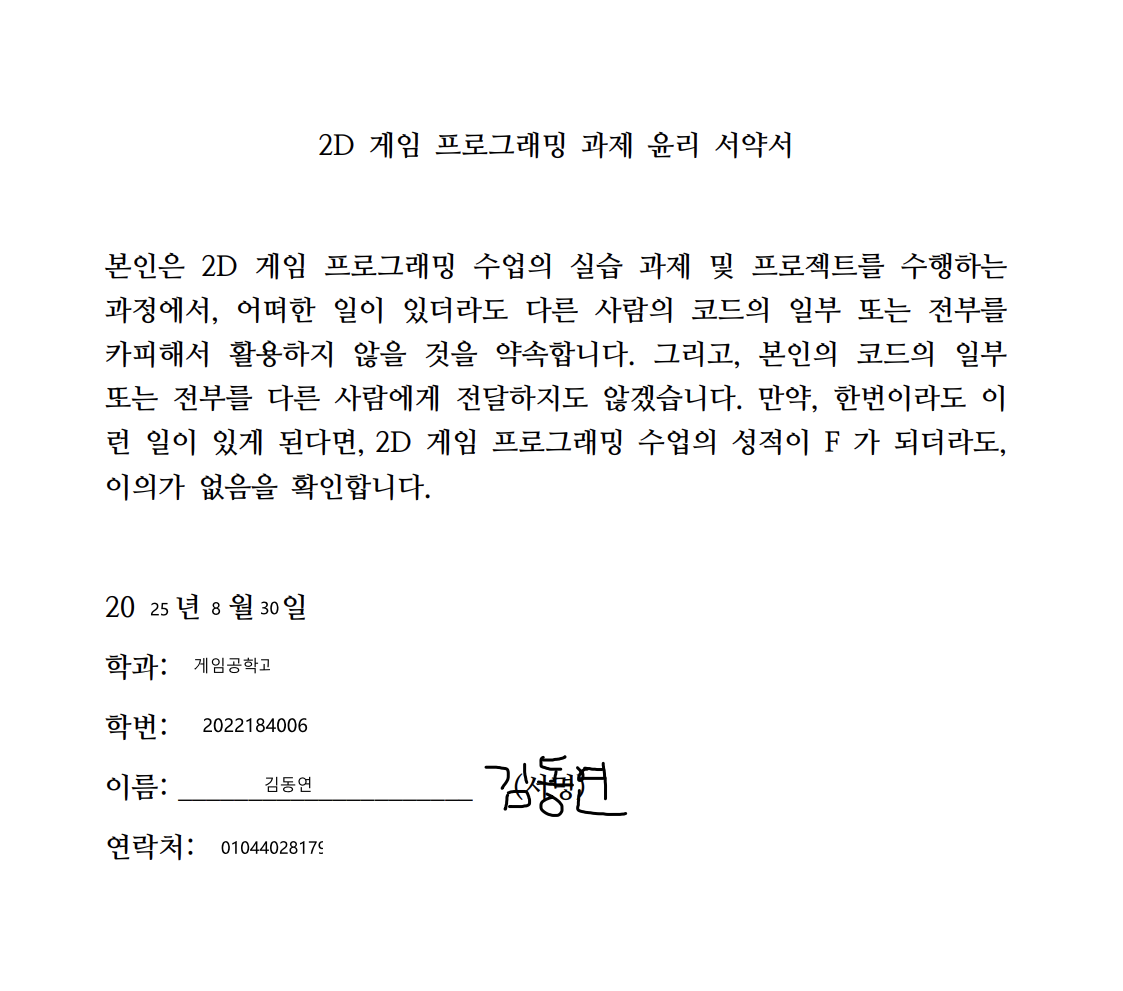 2D 게임 프로그래밍 과제 윤리 서약서
본인은 2D 게임 프로그래밍 수업의 실습 과제 및 프로젝트를 수행하는
과정에서, 어떠한 일이 있더라도 다른 사람의 코드의 일부 또는 전부를
카피해서 활용하지 않을 것을 약속합니다. 그리고, 본인의 코드의 일부
또는 전부를 다른 사람에게 전달하지도 않겠습니다. 만약, 한번이라도 이
런 일이 있게 된다면, 2D 게임 프로그래밍 수업의 성적이 F 가 되더라도,
이의가 없음을 확인합니다.
20 25 년 8 월 30 일
학과: 게임공학과
학번: 2022184006
이름: 김동연 (서명) 김동연
연락처: 01044028179